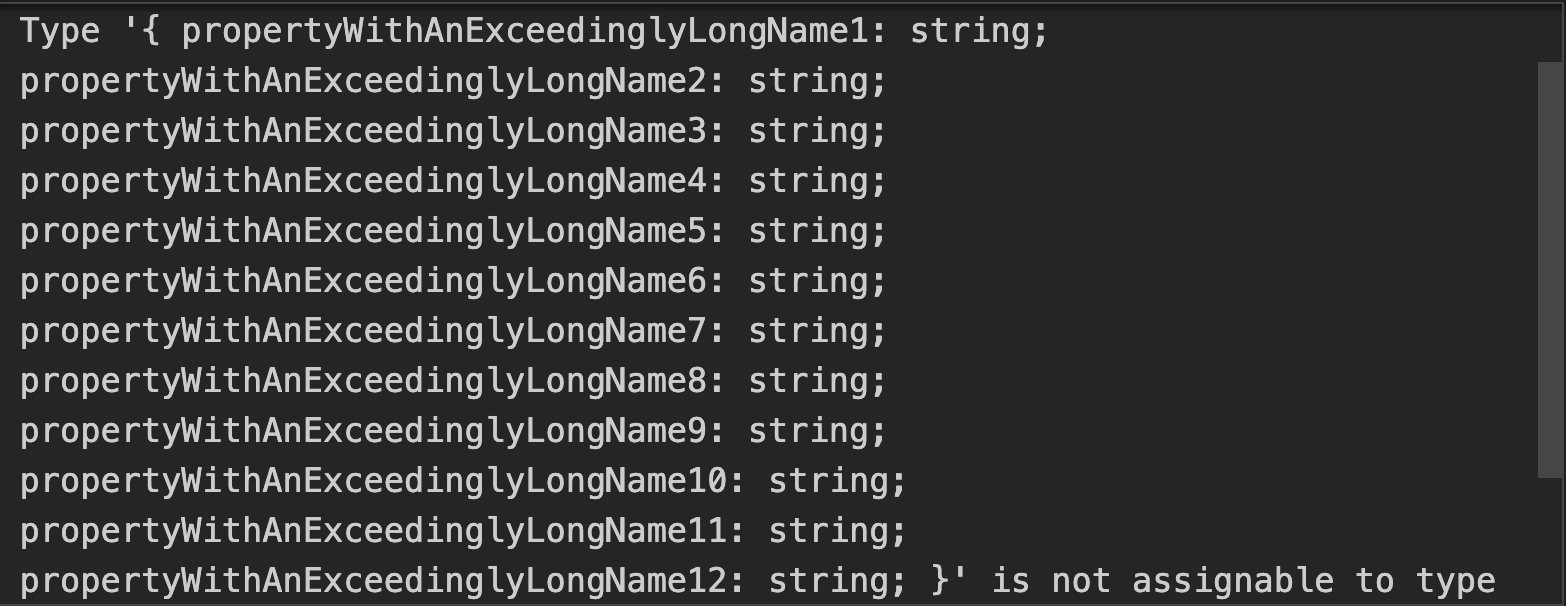 Type '{ propertyWithAnExceedinglyLongName1: string;
propertyWithAnExceedinglyLongName2: string;
propertyWithAnExceedinglyLongName3: string;
propertyWithAnExceedinglyLongName4: string;
propertyWithAnExceedinglyLongName5: string;
propertyWithAnExceedinglyLongName6: string;
propertyWithAnExceedinglyLongName7: string;
propertyWithAnExceedinglyLongName8: string;
propertyWithAnExceedinglyLongName9: string;
propertyWithAnExceedinglyLongName10: string;
propertyWithAnExceedinglyLongName11: string;
propertyWithAnExceedinglyLongName12: string; }' is not assignable to type